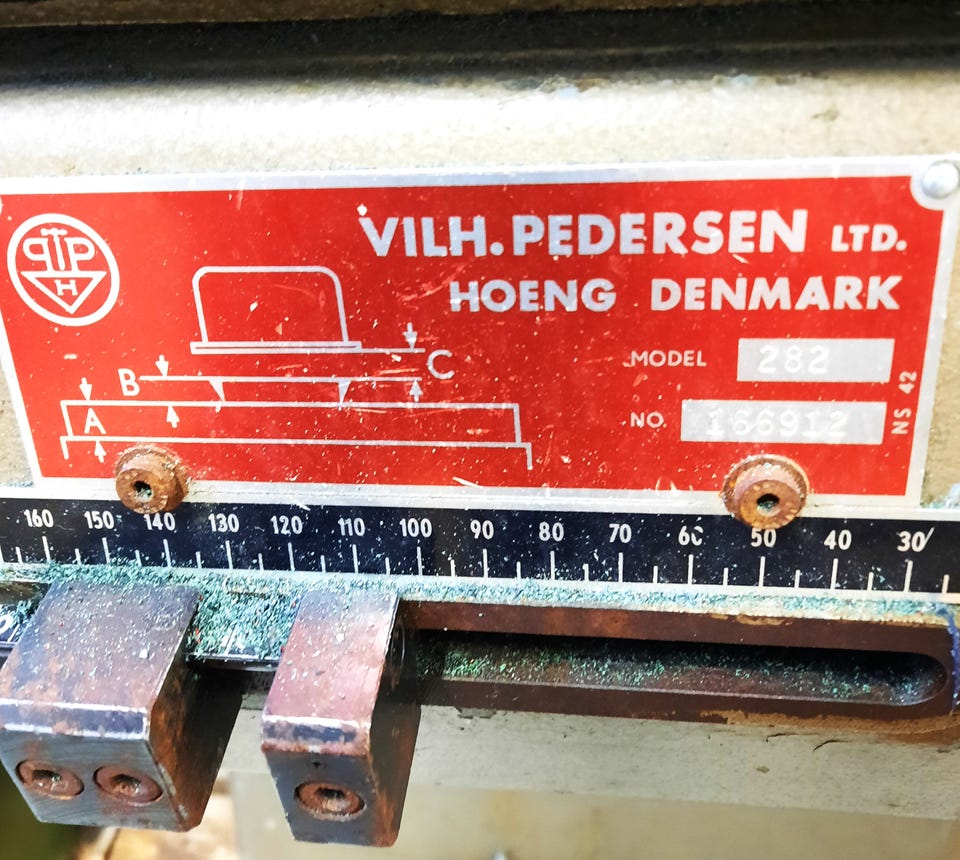 VILH. PEDERSEN LTD.
HOENG DENMARK
PTP
H
MODEL 282
NO. 166912
NS 42
A
B
C
160 150 140 130 120 110 100 90 80 70 60 50 40 30